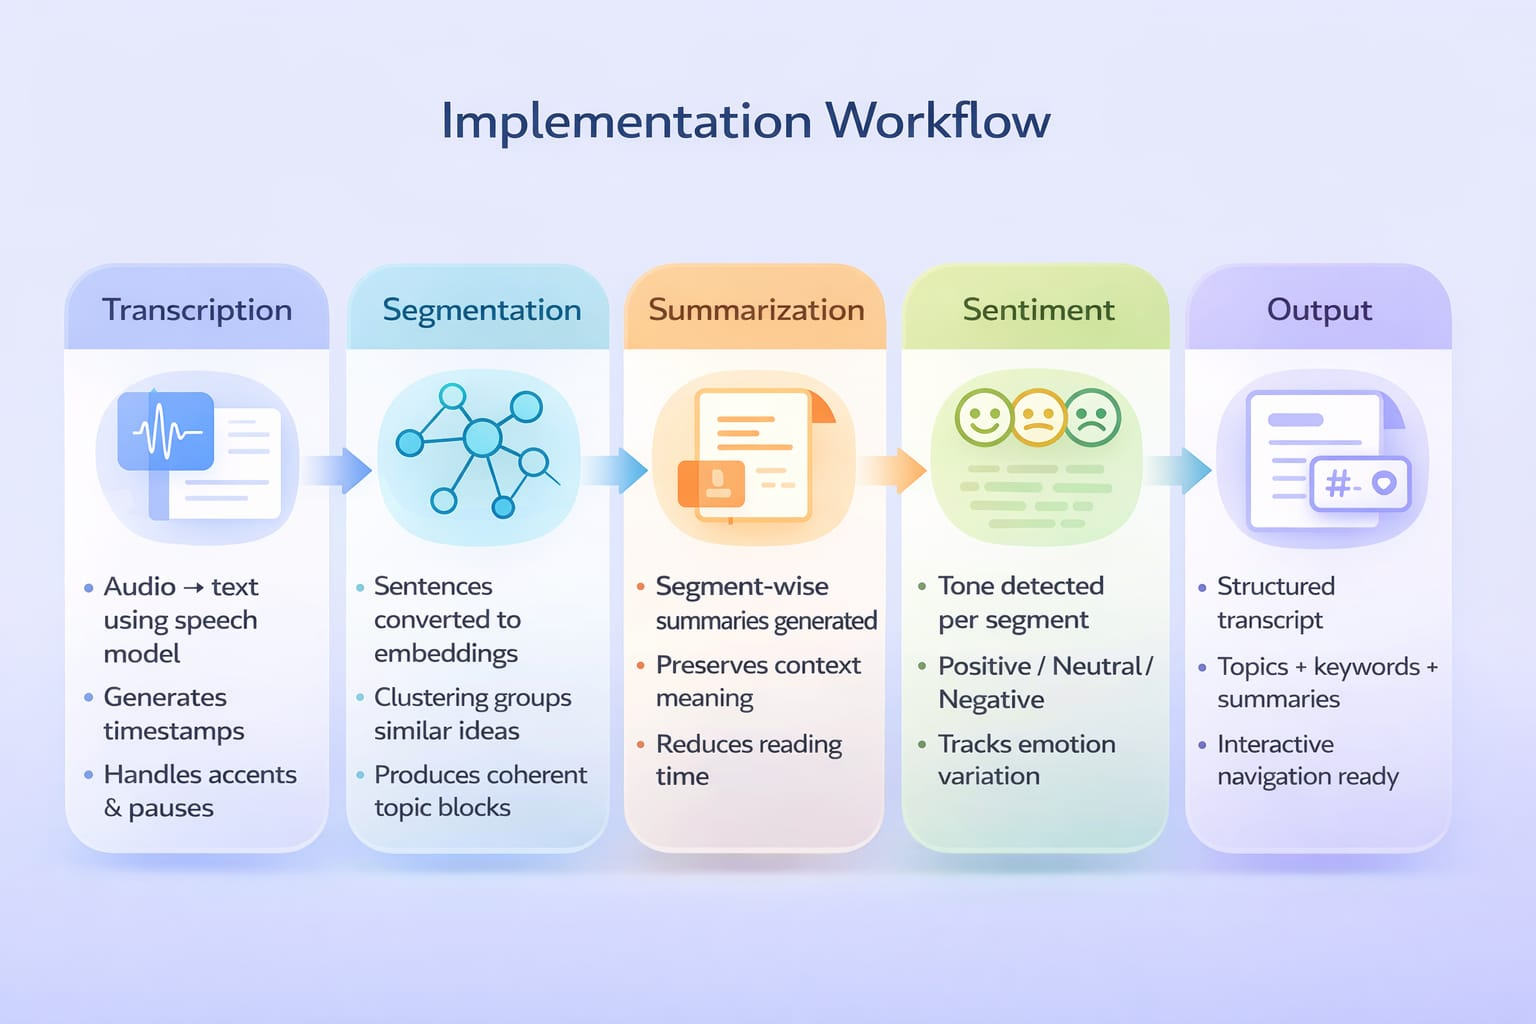 Implementation Workflow
Transcription
• Audio → text
using speech
model
• Generates
timestamps
• Handles accents
& pauses
Segmentation
• Sentences
converted to
embeddings
• Clustering groups
similar ideas
• Produces coherent
topic blocks
Summarization
• Segment-wise
summaries generated
• Preserves context
meaning
• Reduces reading
time
Sentiment
• Tone detected
per segment
• Positive / Neutral /
Negative
• Tracks emotion
variation
Output
#-
• Structured
transcript
• Topics + keywords +
summaries
• Interactive
navigation ready